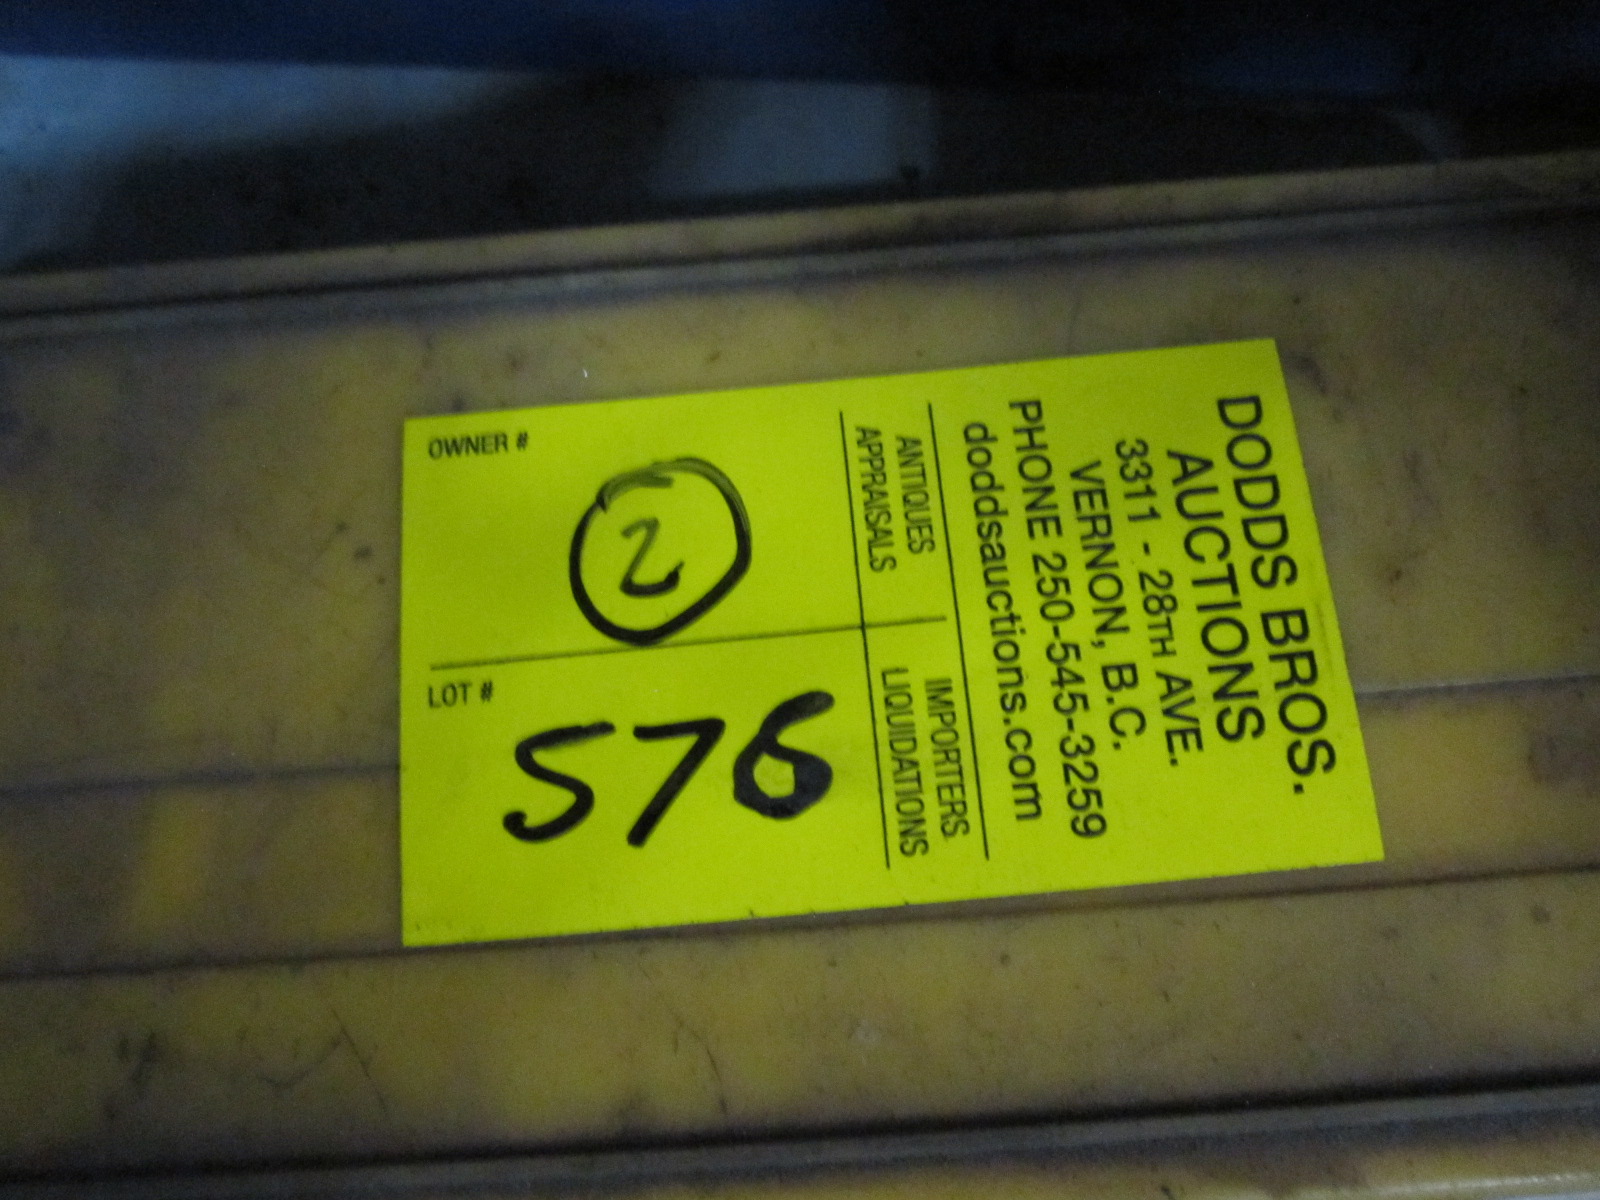 DODDS BROS.
AUCTIONS
3311 - 28TH AVE.
VERNON, B.C.
PHONE 250-545-3259
doddsauctions.com
ANTIQUES IMPORTERS
APPRAISALS LIQUIDATIONS
OWNER #
2
LOT #
576